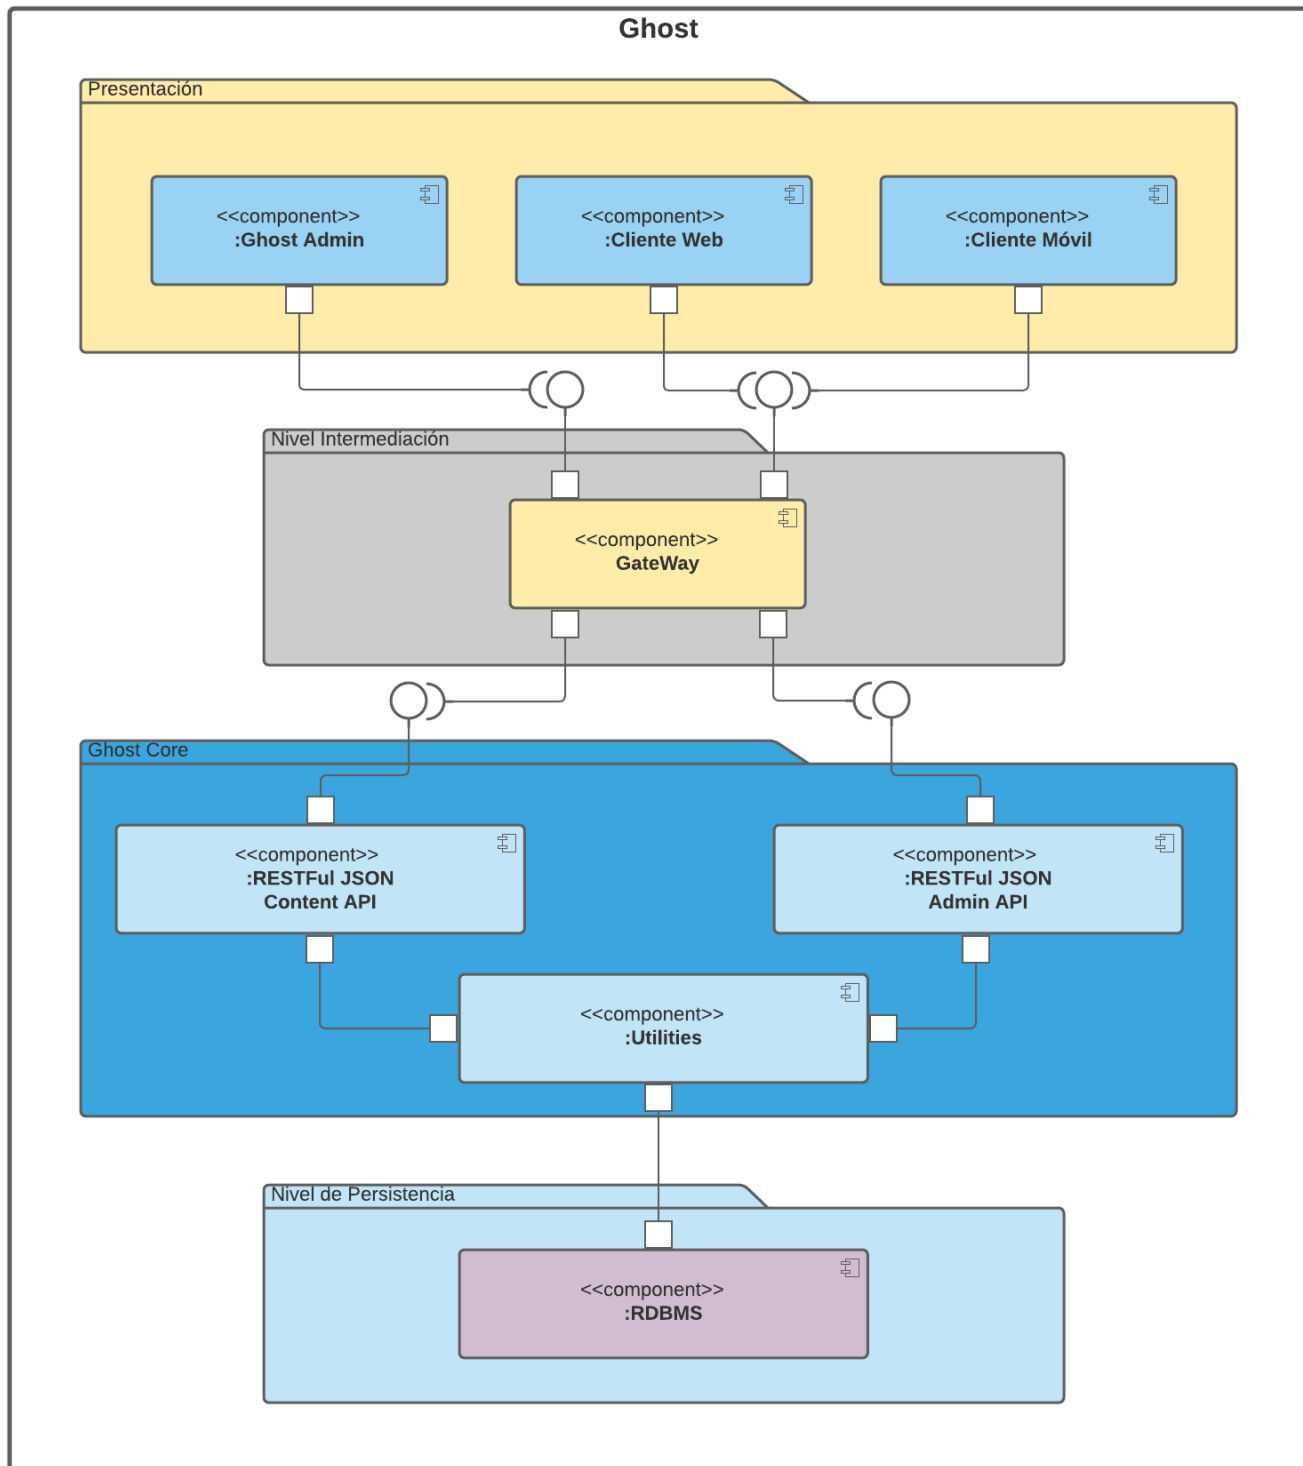 Ghost
Presentación
<<component>>
:Ghost Admin
<<component>>
:Cliente Web
<<component>>
:Cliente Móvil
Nivel Intermediación
<<component>>
GateWay
Ghost Core
<<component>>
:RESTFul JSON
Content API
<<component>>
:RESTFul JSON
Admin API
<<component>>
:Utilities
Nivel de Persistencia
<<component>>
:RDBMS